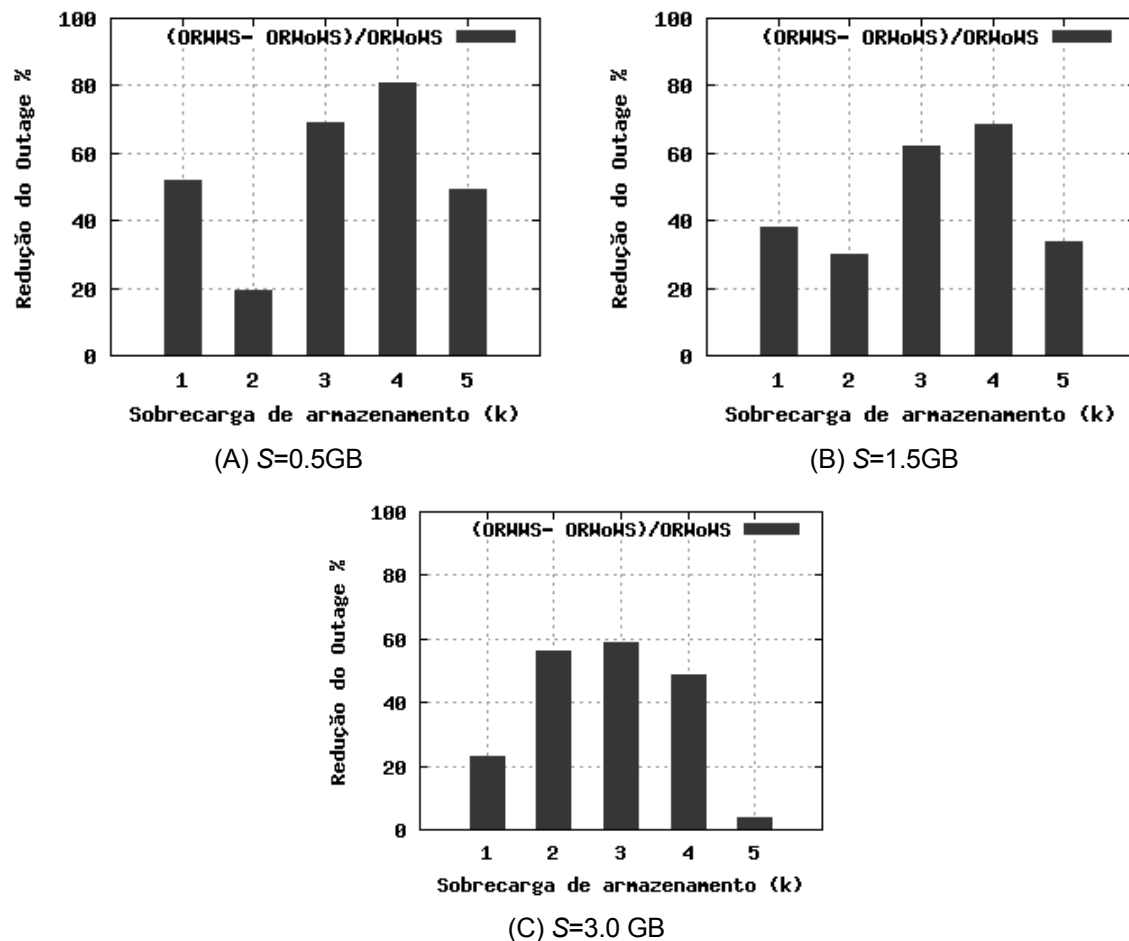 (ORWWS- ORWoWS)/ORWoWS
100
80
60
40
20
0
Redução do Outage %
1 2 3 4 5
Sobrecarga de armazenamento (k)
(A) S=0.5GB
(ORWWS- ORWoWS)/ORWoWS
100
80
60
40
20
0
Redução do Outage %
1 2 3 4 5
Sobrecarga de armazenamento (k)
(B) S=1.5GB
(ORWWS- ORWoWS)/ORWoWS
100
80
60
40
20
0
Redução do Outage %
1 2 3 4 5
Sobrecarga de armazenamento (k)
(C) S=3.0 GB